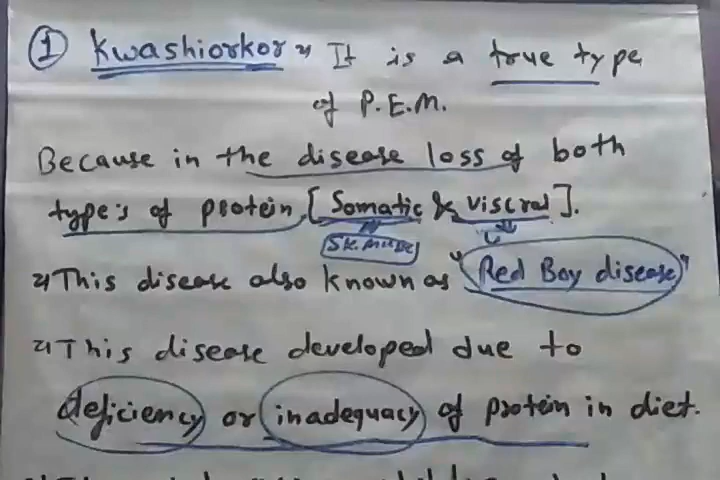 ① Kwashiorkor → It is a true type
of P.E.M.
Because in the disease loss of both
type's of protein [Somatic & viscral].
Sk. muscle
→ This disease also known as "Red Boy disease"
→ This disease developed due to
deficiency or inadequacy of protein in diet.